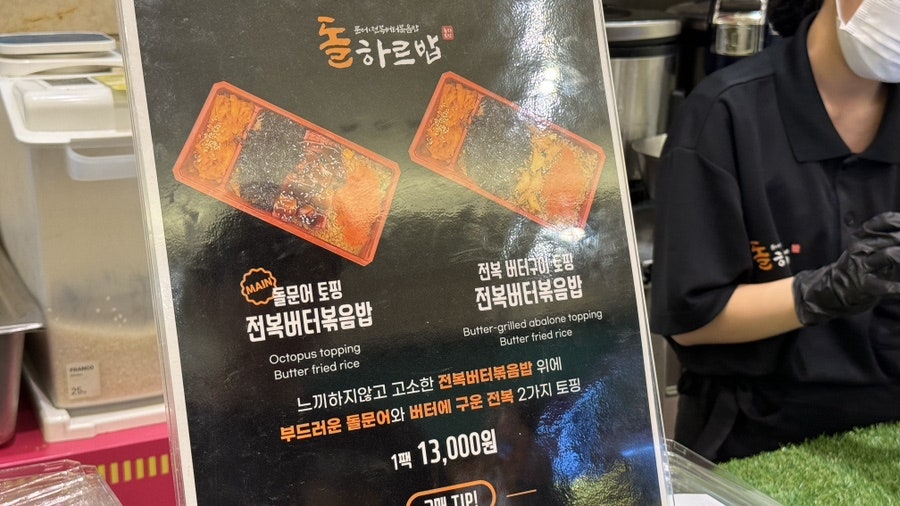 돌하르밥
MAIN
돌문어 토핑
전복버터볶음밥
Octopus topping
Butter fried rice
전복 버터구이 토핑
전복버터볶음밥
Butter-grilled abalone topping
Butter fried rice
느끼하지않고 고소한 전복버터볶음밥 위에
부드러운 돌문어와 버터에 구운 전복 2가지 토핑
1팩 13,000원